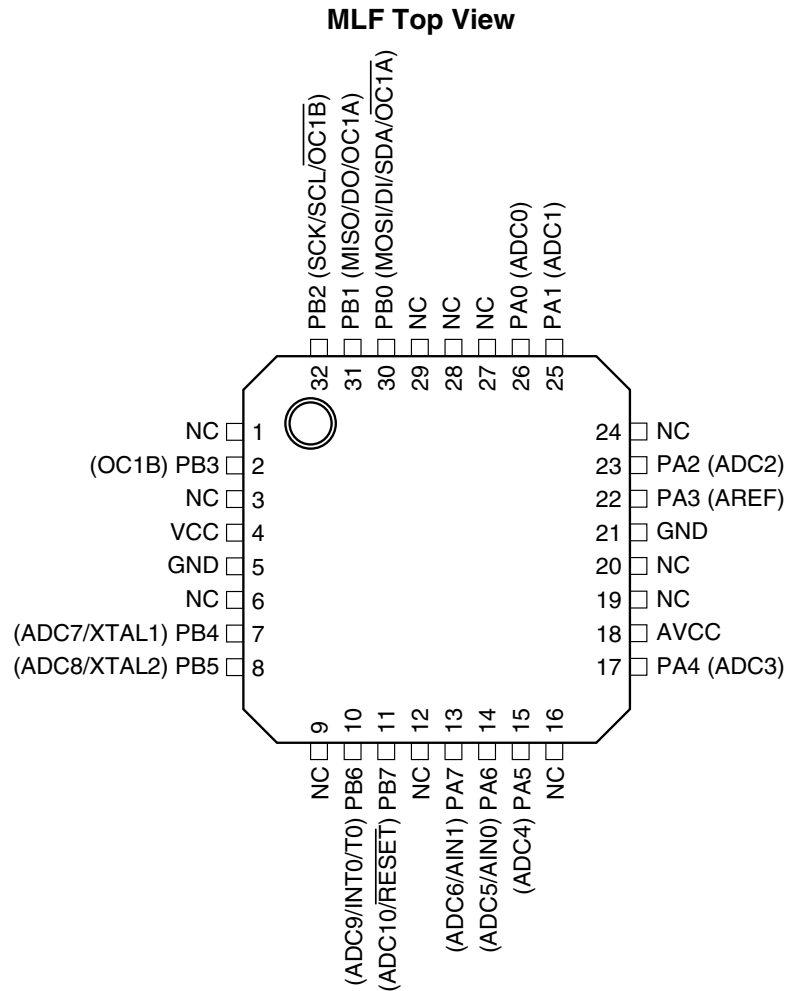 MLF Top View
PB2 (SCK/SCL/OC1B)
PB1 (MISO/DO/OC1A)
PB0 (MOSI/DI/SDA/OC1A)
NC
NC
NC
PA0 (ADC0)
PA1 (ADC1)
32
31
30
29
28
27
26
25
NC 1
(OC1B) PB3 2
NC 3
VCC 4
GND 5
NC 6
(ADC7/XTAL1) PB4 7
(ADC8/XTAL2) PB5 8
24 NC
23 PA2 (ADC2)
22 PA3 (AREF)
21 GND
20 NC
19 NC
18 AVCC
17 PA4 (ADC3)
9
10
11
12
13
14
15
16
NC
(ADC9/INT0/T0) PB6
(ADC10/RESET) PB7
NC
(ADC6/AIN1) PA7
(ADC5/AIN0) PA6
(ADC4) PA5
NC